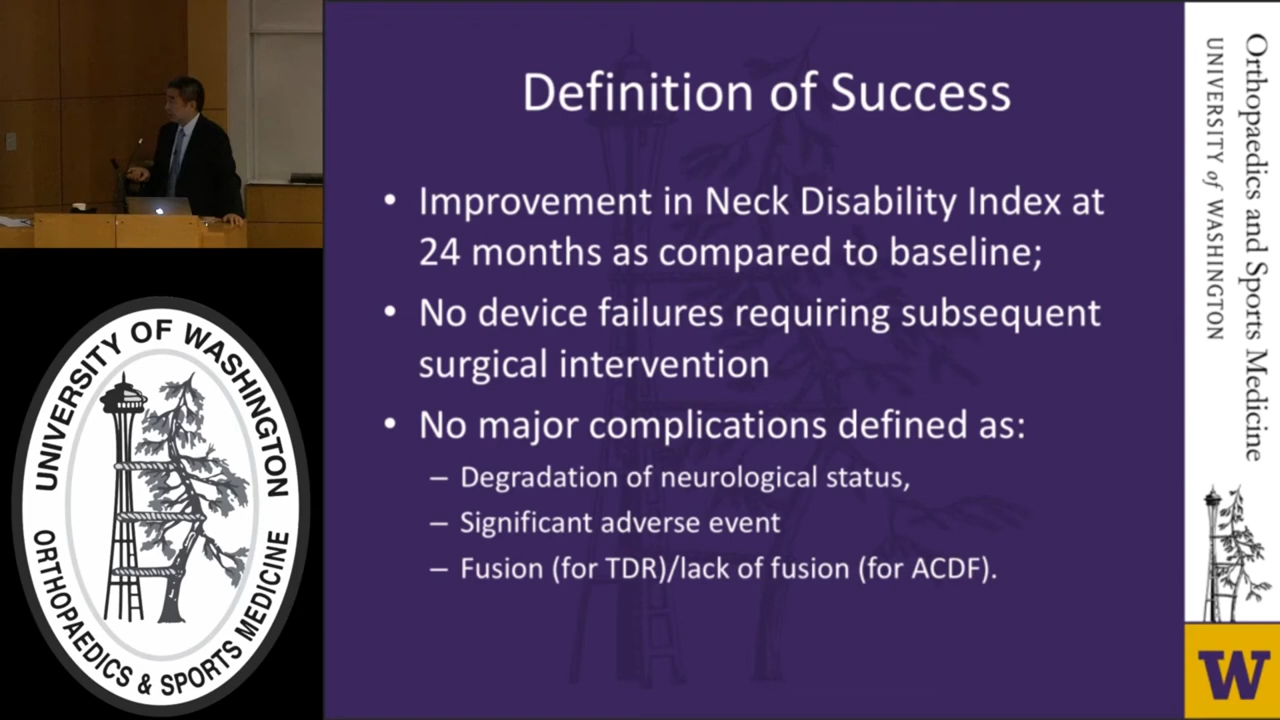 Definition of Success
• Improvement in Neck Disability Index at
24 months as compared to baseline;
• No device failures requiring subsequent
surgical intervention
• No major complications defined as:
– Degradation of neurological status,
– Significant adverse event
– Fusion (for TDR)/lack of fusion (for ACDF).
UNIVERSITY OF WASHINGTON
ORTHOPAEDICS & SPORTS MEDICINE
Orthopaedics and Sports Medicine
UNIVERSITY of WASHINGTON
W